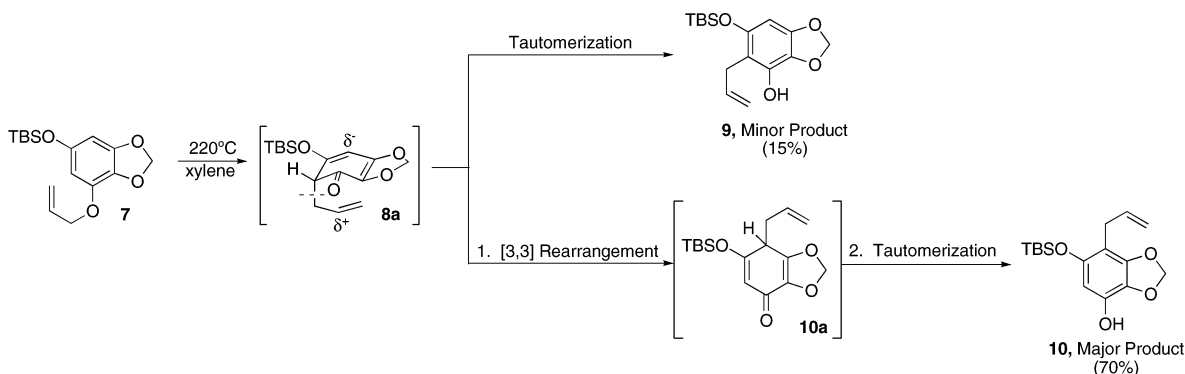 TBSO
O
O
O
7
220°C
xylene
TBSO
δ-
H
O
O
O
δ+
8a
Tautomerization
TBSO
O
O
OH
9, Minor Product
(15%)
1. [3,3] Rearrangement
H
TBSO
O
O
O
10a
2. Tautomerization
TBSO
O
O
OH
10, Major Product
(70%)